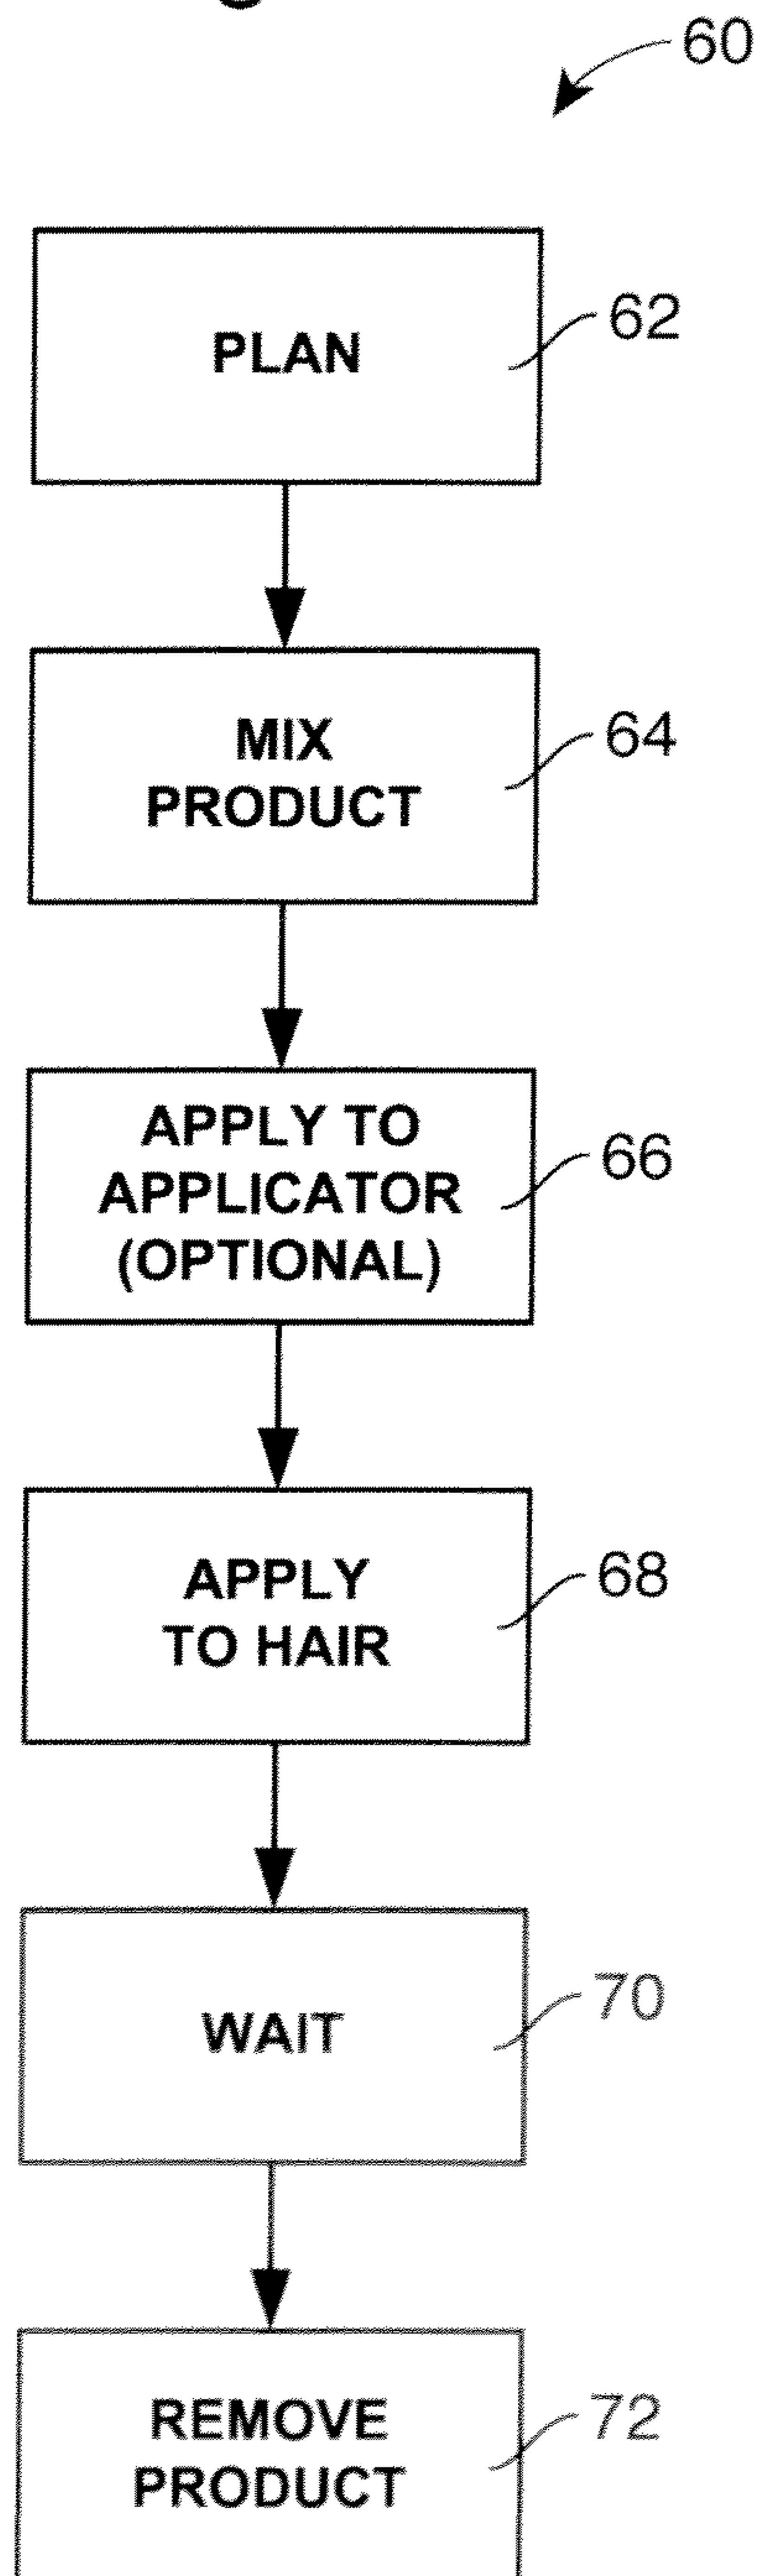 60
PLAN
62
MIX
PRODUCT
64
APPLY TO
APPLICATOR
(OPTIONAL)
66
APPLY
TO HAIR
68
WAIT
70
REMOVE
PRODUCT
72